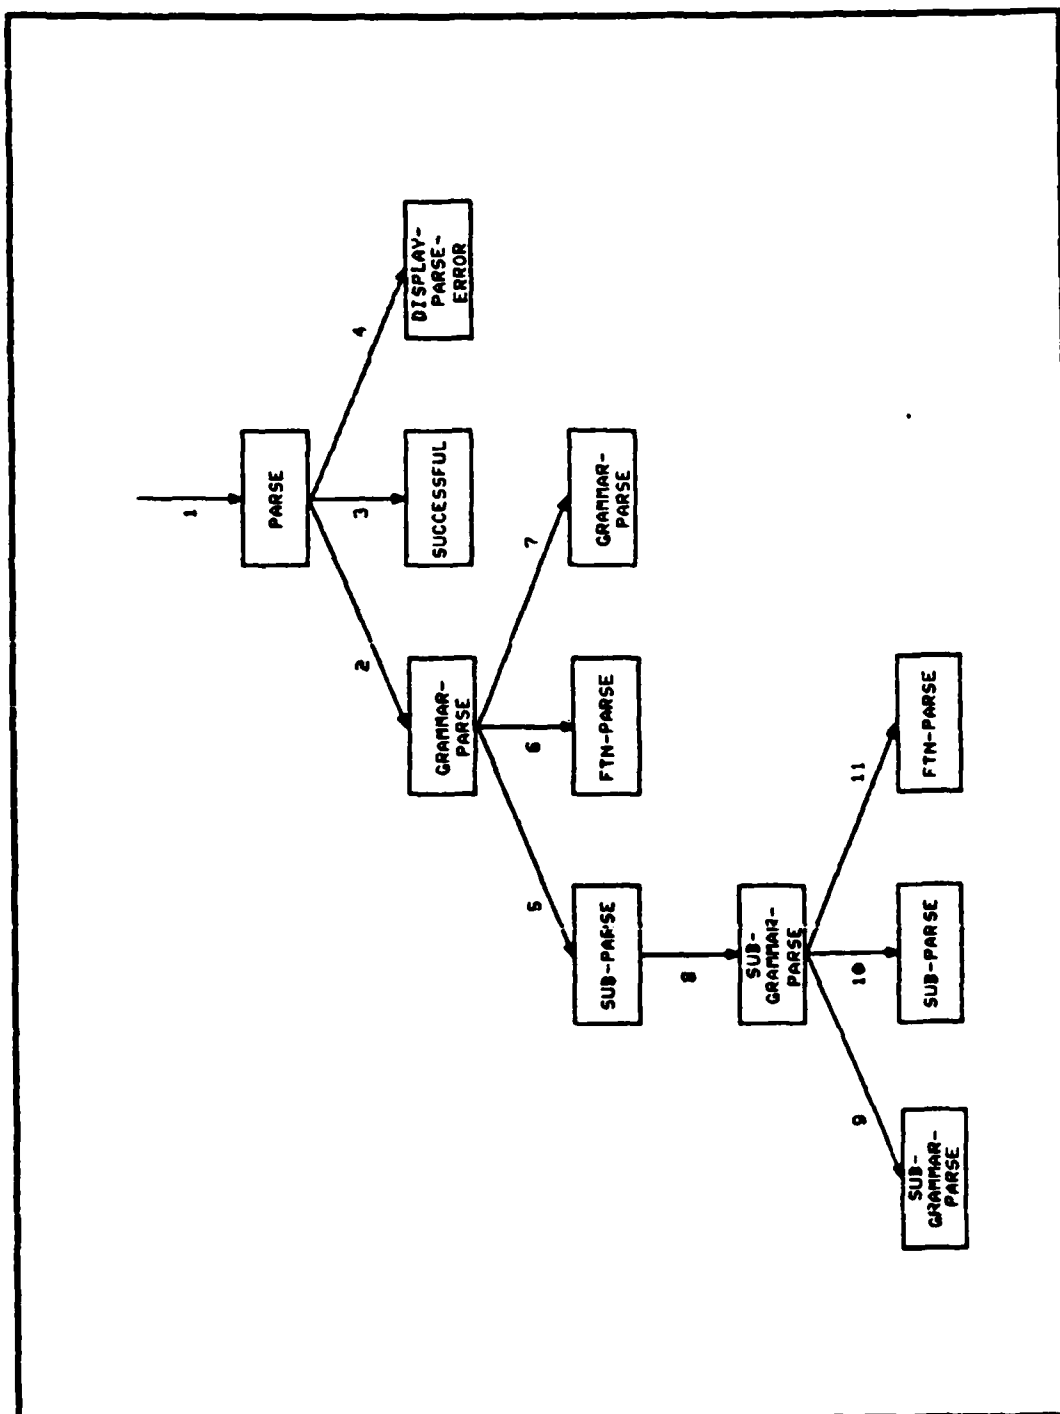 1
PARSE
2
3
4
GRAMMAR-
PARSE
SUCCESSFUL
DISPLAY-
PARSE-
ERROR
5
6
7
SUB-PARSE
FTN-PARSE
GRAMMAR-
PARSE
8
SUB-
GRAMMAR-
PARSE
9
10
11
SUB-
GRAMMAR-
PARSE
SUB-PARSE
FTN-PARSE